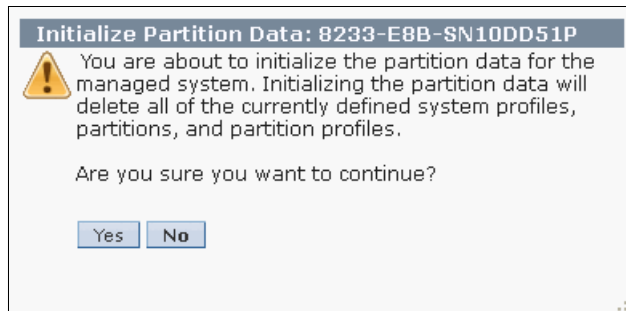 Initialize Partition Data: 8233-E8B-SN10DD51P
You are about to initialize the partition data for the
managed system. Initializing the partition data will
delete all of the currently defined system profiles,
partitions, and partition profiles.
Are you sure you want to continue?
Yes No